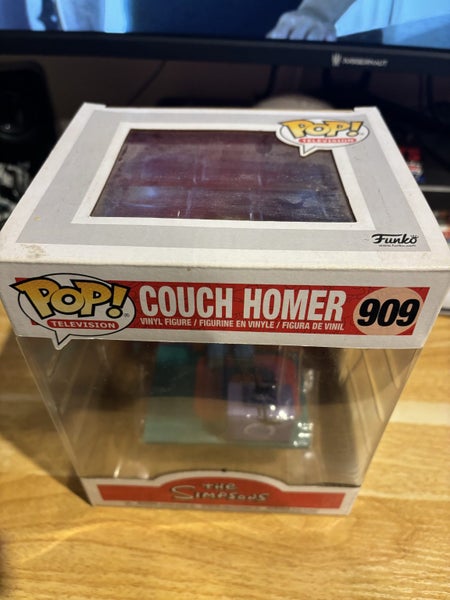 POP!
TELEVISION
Funko
POP!
TELEVISION
COUCH HOMER
VINYL FIGURE / FIGURINE EN VINYLE / FIGURA DE VINIL
909
THE
SIMPSONS